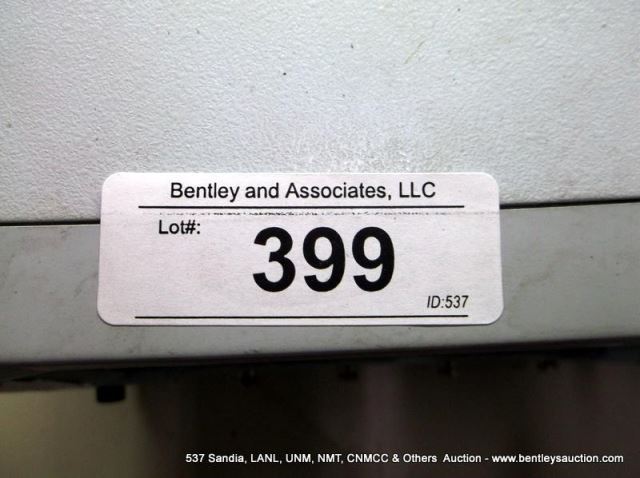 Bentley and Associates, LLC
Lot#:
399
ID:537
537 Sandia, LANL, UNM, NMT, CNMCC & Others Auction - www.bentleysauction.com